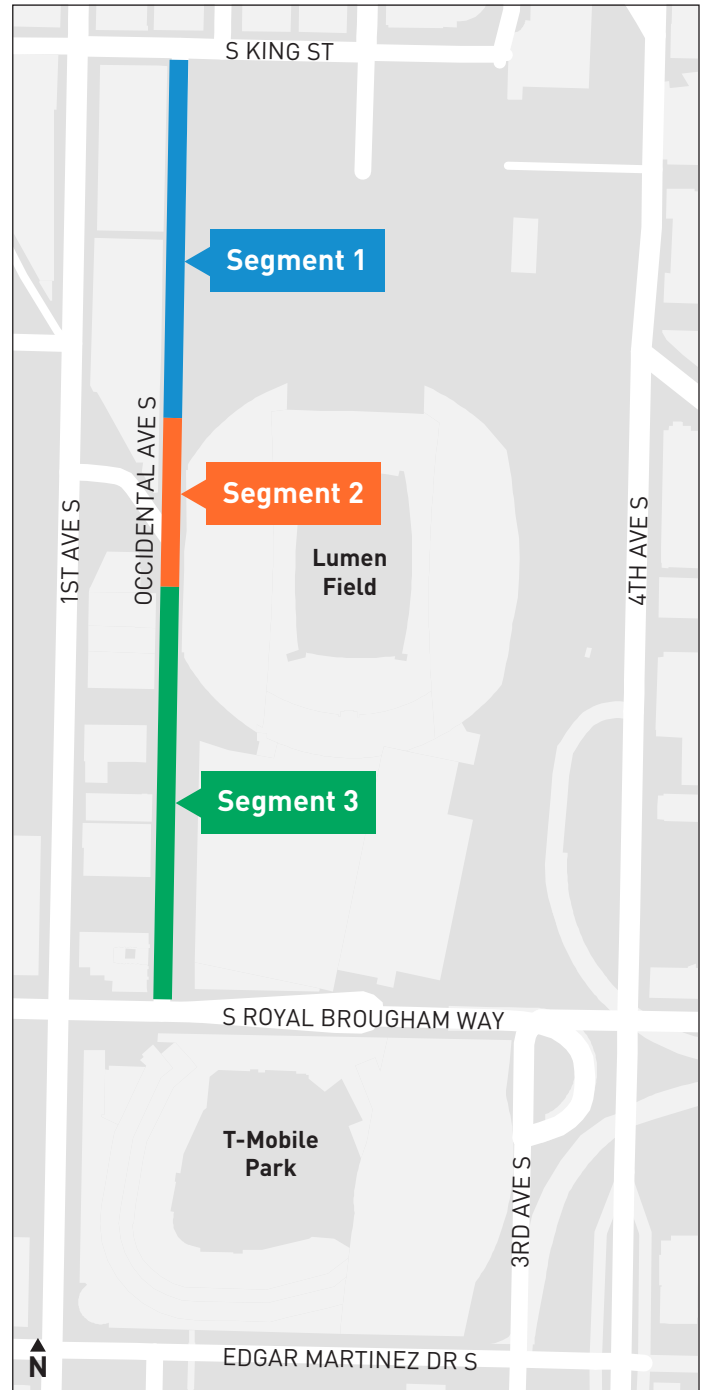 S KING ST
Segment 1
OCCIDENTAL AVE S
Segment 2
1ST AVE S
Lumen
Field
4TH AVE S
Segment 3
S ROYAL BROUGHAM WAY
T-Mobile
Park
3RD AVE S
N
EDGAR MARTINEZ DR S